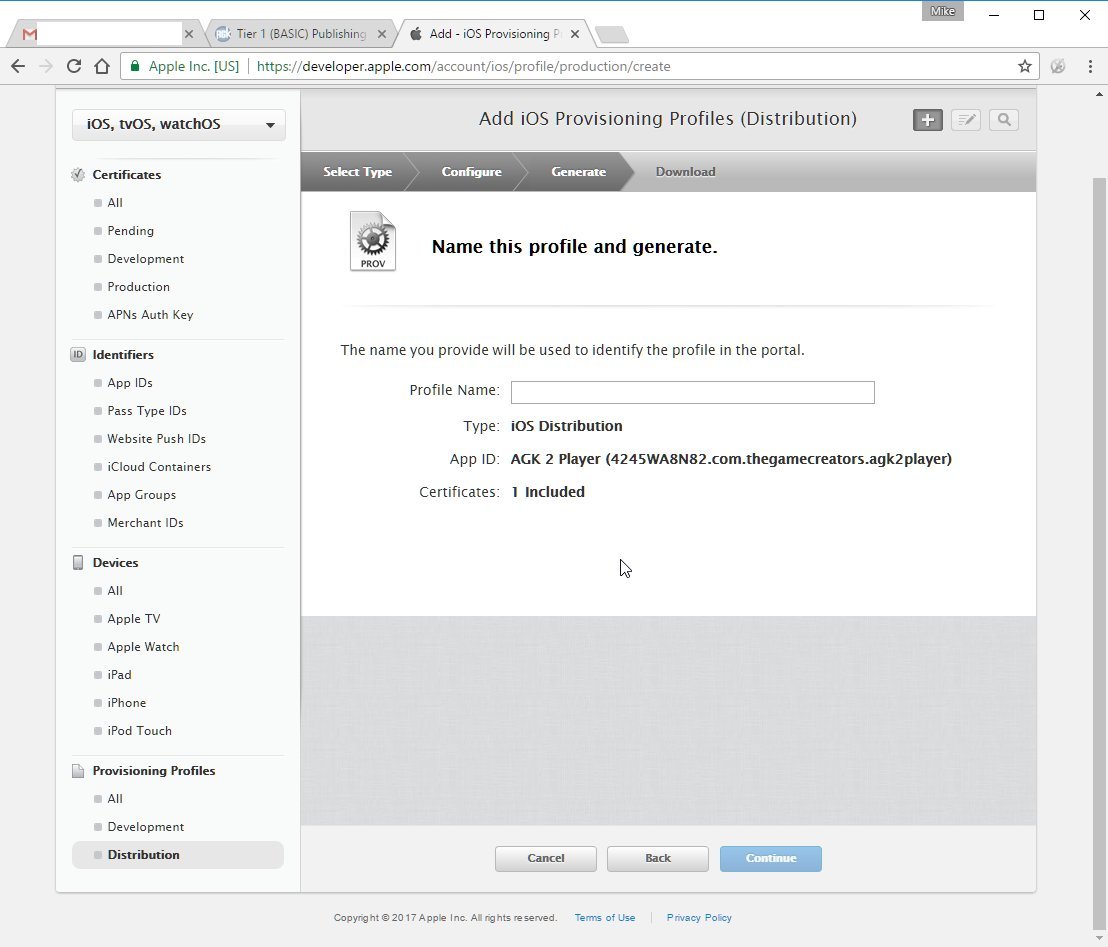 Mike
Tier 1 (BASIC) Publishing
Add - iOS Provisioning P
Apple Inc. [US]
https://developer.apple.com/account/ios/profile/production/create
iOS, tvOS, watchOS
Certificates
All
Pending
Development
Production
APNs Auth Key
ID Identifiers
App IDs
Pass Type IDs
Website Push IDs
iCloud Containers
App Groups
Merchant IDs
Devices
All
Apple TV
Apple Watch
iPad
iPhone
iPod Touch
Provisioning Profiles
All
Development
Distribution
Add iOS Provisioning Profiles (Distribution)
Select Type Configure Generate Download
PROV
Name this profile and generate.
The name you provide will be used to identify the profile in the portal.
Profile Name:
Type: iOS Distribution
App ID: AGK 2 Player (4245WA8N82.com.thegamecreators.agk2player)
Certificates: 1 Included
Cancel Back Continue
Copyright © 2017 Apple Inc. All rights reserved. Terms of Use Privacy Policy